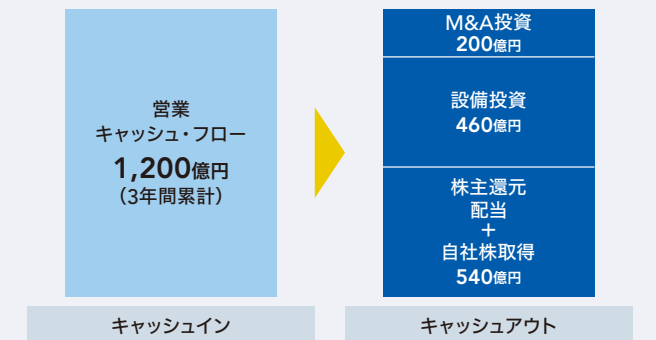 営業
キャッシュ・フロー
1,200億円
（3年間累計）
キャッシュイン
M&A投資
200億円
設備投資
460億円
株主還元
配当
＋
自社株取得
540億円
キャッシュアウト